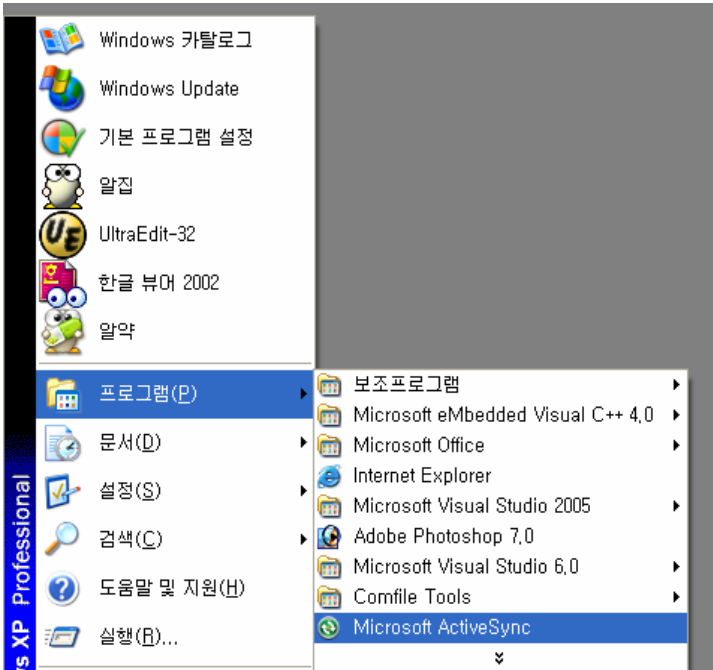 Windows 카탈로그
Windows Update
기본 프로그램 설정
알집
UltraEdit-32
한글 뷰어 2002
알약
프로그램(P)
문서(D)
설정(S)
검색(C)
도움말 및 지원(H)
실행(R)...
보조프로그램
Microsoft eMbedded Visual C++ 4,0
Microsoft Office
Internet Explorer
Microsoft Visual Studio 2005
Adobe Photoshop 7,0
Microsoft Visual Studio 6,0
Comfile Tools
Microsoft ActiveSync
ws XP Professional